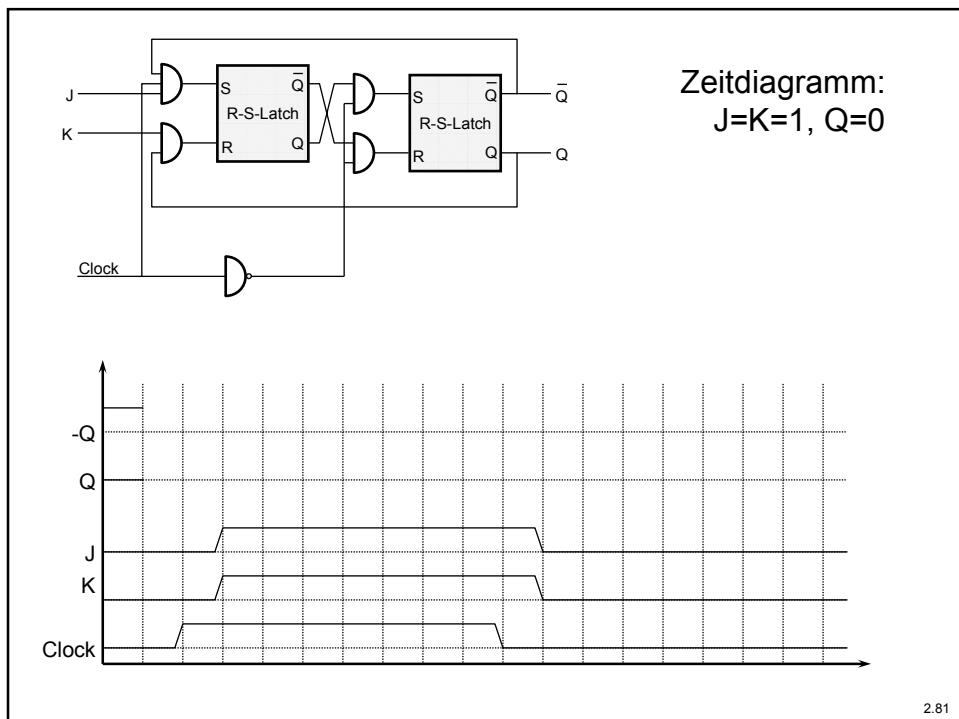 Zeitdiagramm:
J=K=1, Q=0
J
K
S
R
Q̅
Q
R-S-Latch
S
R
Q̅
Q
R-S-Latch
Q̅
Q
Clock
-Q
Q
J
K
Clock
2.81